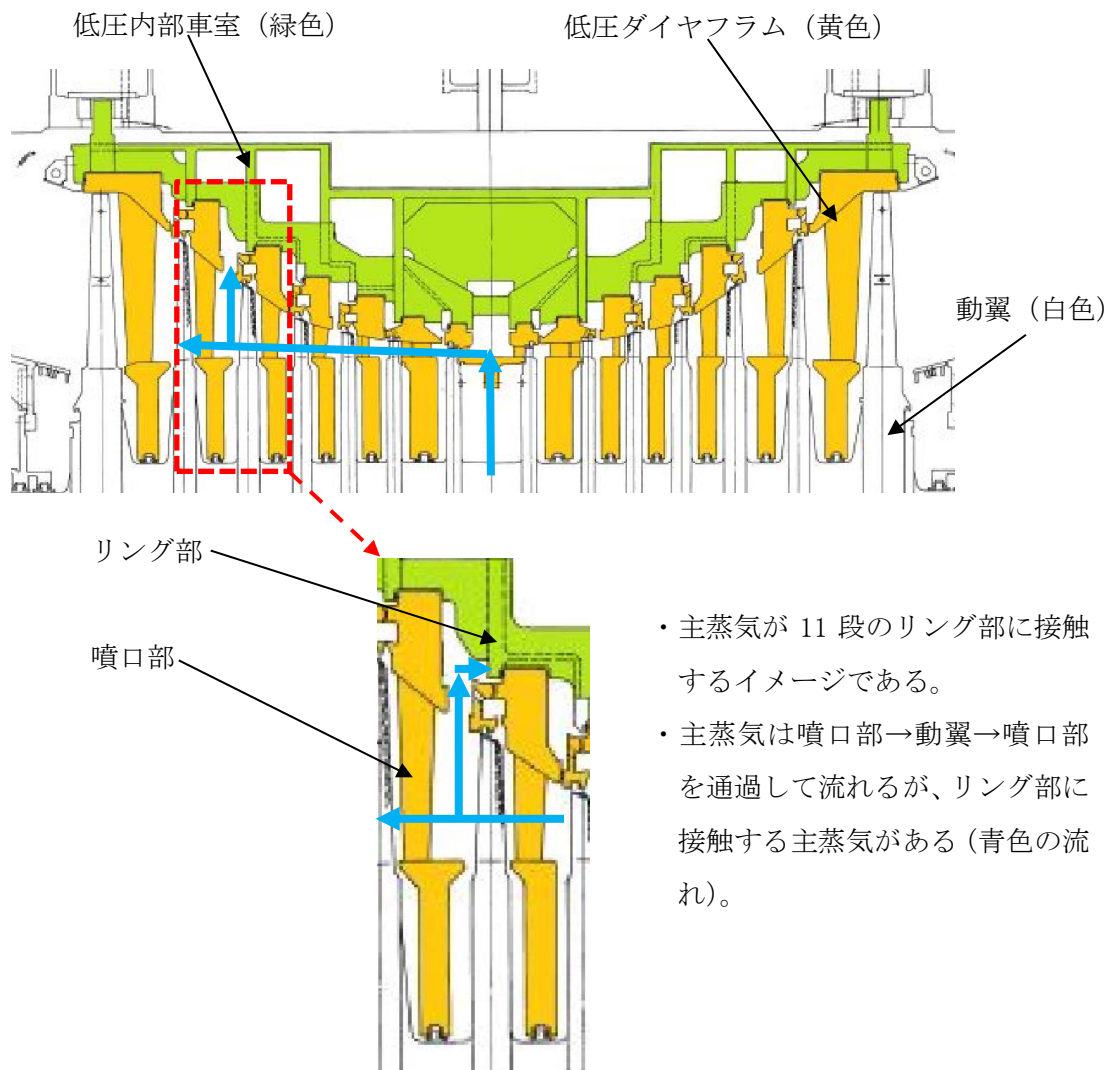 低圧内部車室（緑色）
低圧ダイヤフラム（黄色）
動翼（白色）
リング部
噴口部
・主蒸気が 11 段のリング部に接触
するイメージである。
・主蒸気は噴口部→動翼→噴口部
を通過して流れるが、リング部に
接触する主蒸気がある（青色の流
れ）。